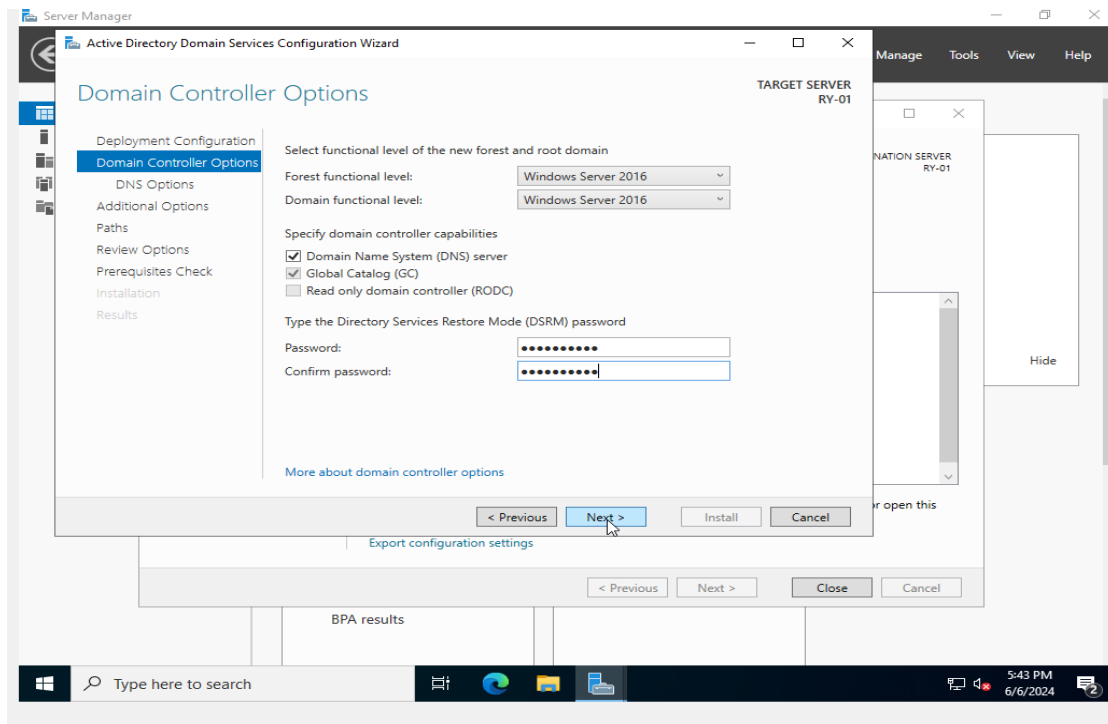 Server Manager
Active Directory Domain Services Configuration Wizard
Manage Tools View Help
Domain Controller Options
TARGET SERVER
RY-01
Deployment Configuration
Domain Controller Options
DNS Options
Additional Options
Paths
Review Options
Prerequisites Check
Installation
Results
Select functional level of the new forest and root domain
Forest functional level: Windows Server 2016
Domain functional level: Windows Server 2016
Specify domain controller capabilities
Domain Name System (DNS) server
Global Catalog (GC)
Read only domain controller (RODC)
Type the Directory Services Restore Mode (DSRM) password
Password: ●●●●●●●●●●
Confirm password: ●●●●●●●●●●
More about domain controller options
< Previous Next > Install Cancel
NATION SERVER
RY-01
Hide
or open this
Export configuration settings
< Previous Next > Close Cancel
BPA results
Type here to search
5:43 PM
6/6/2024
2